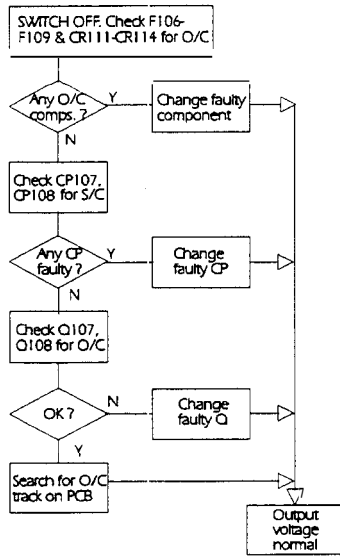 SWITCH OFF. Check F106-
F109 & CR111-CR114 for O/C
Any O/C
comps. ?
Y
Change faulty
component
N
Check CP107,
CP108 for S/C
Any CP
faulty ?
Y
Change
faulty CP
N
Check Q107,
Q108 for O/C
OK ?
N
Change
faulty Q
Y
Search for O/C
track on PCB
Output
voltage
normal